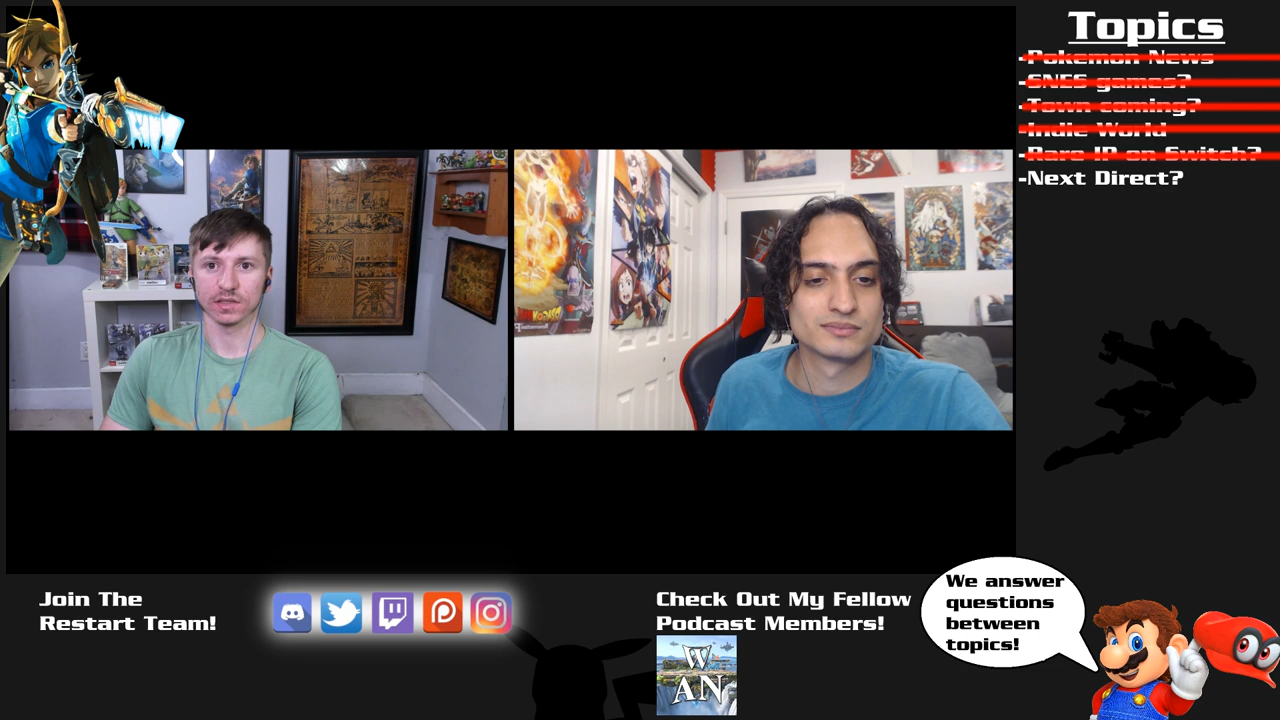 Topics
-Pokemon News
-SNES games?
-Town coming?
-Indie World
-Rare IP on Switch?
-Next Direct?
Join The
Restart Team!
Check Out My Fellow
Podcast Members!
W
AN
We answer
questions
between
topics!